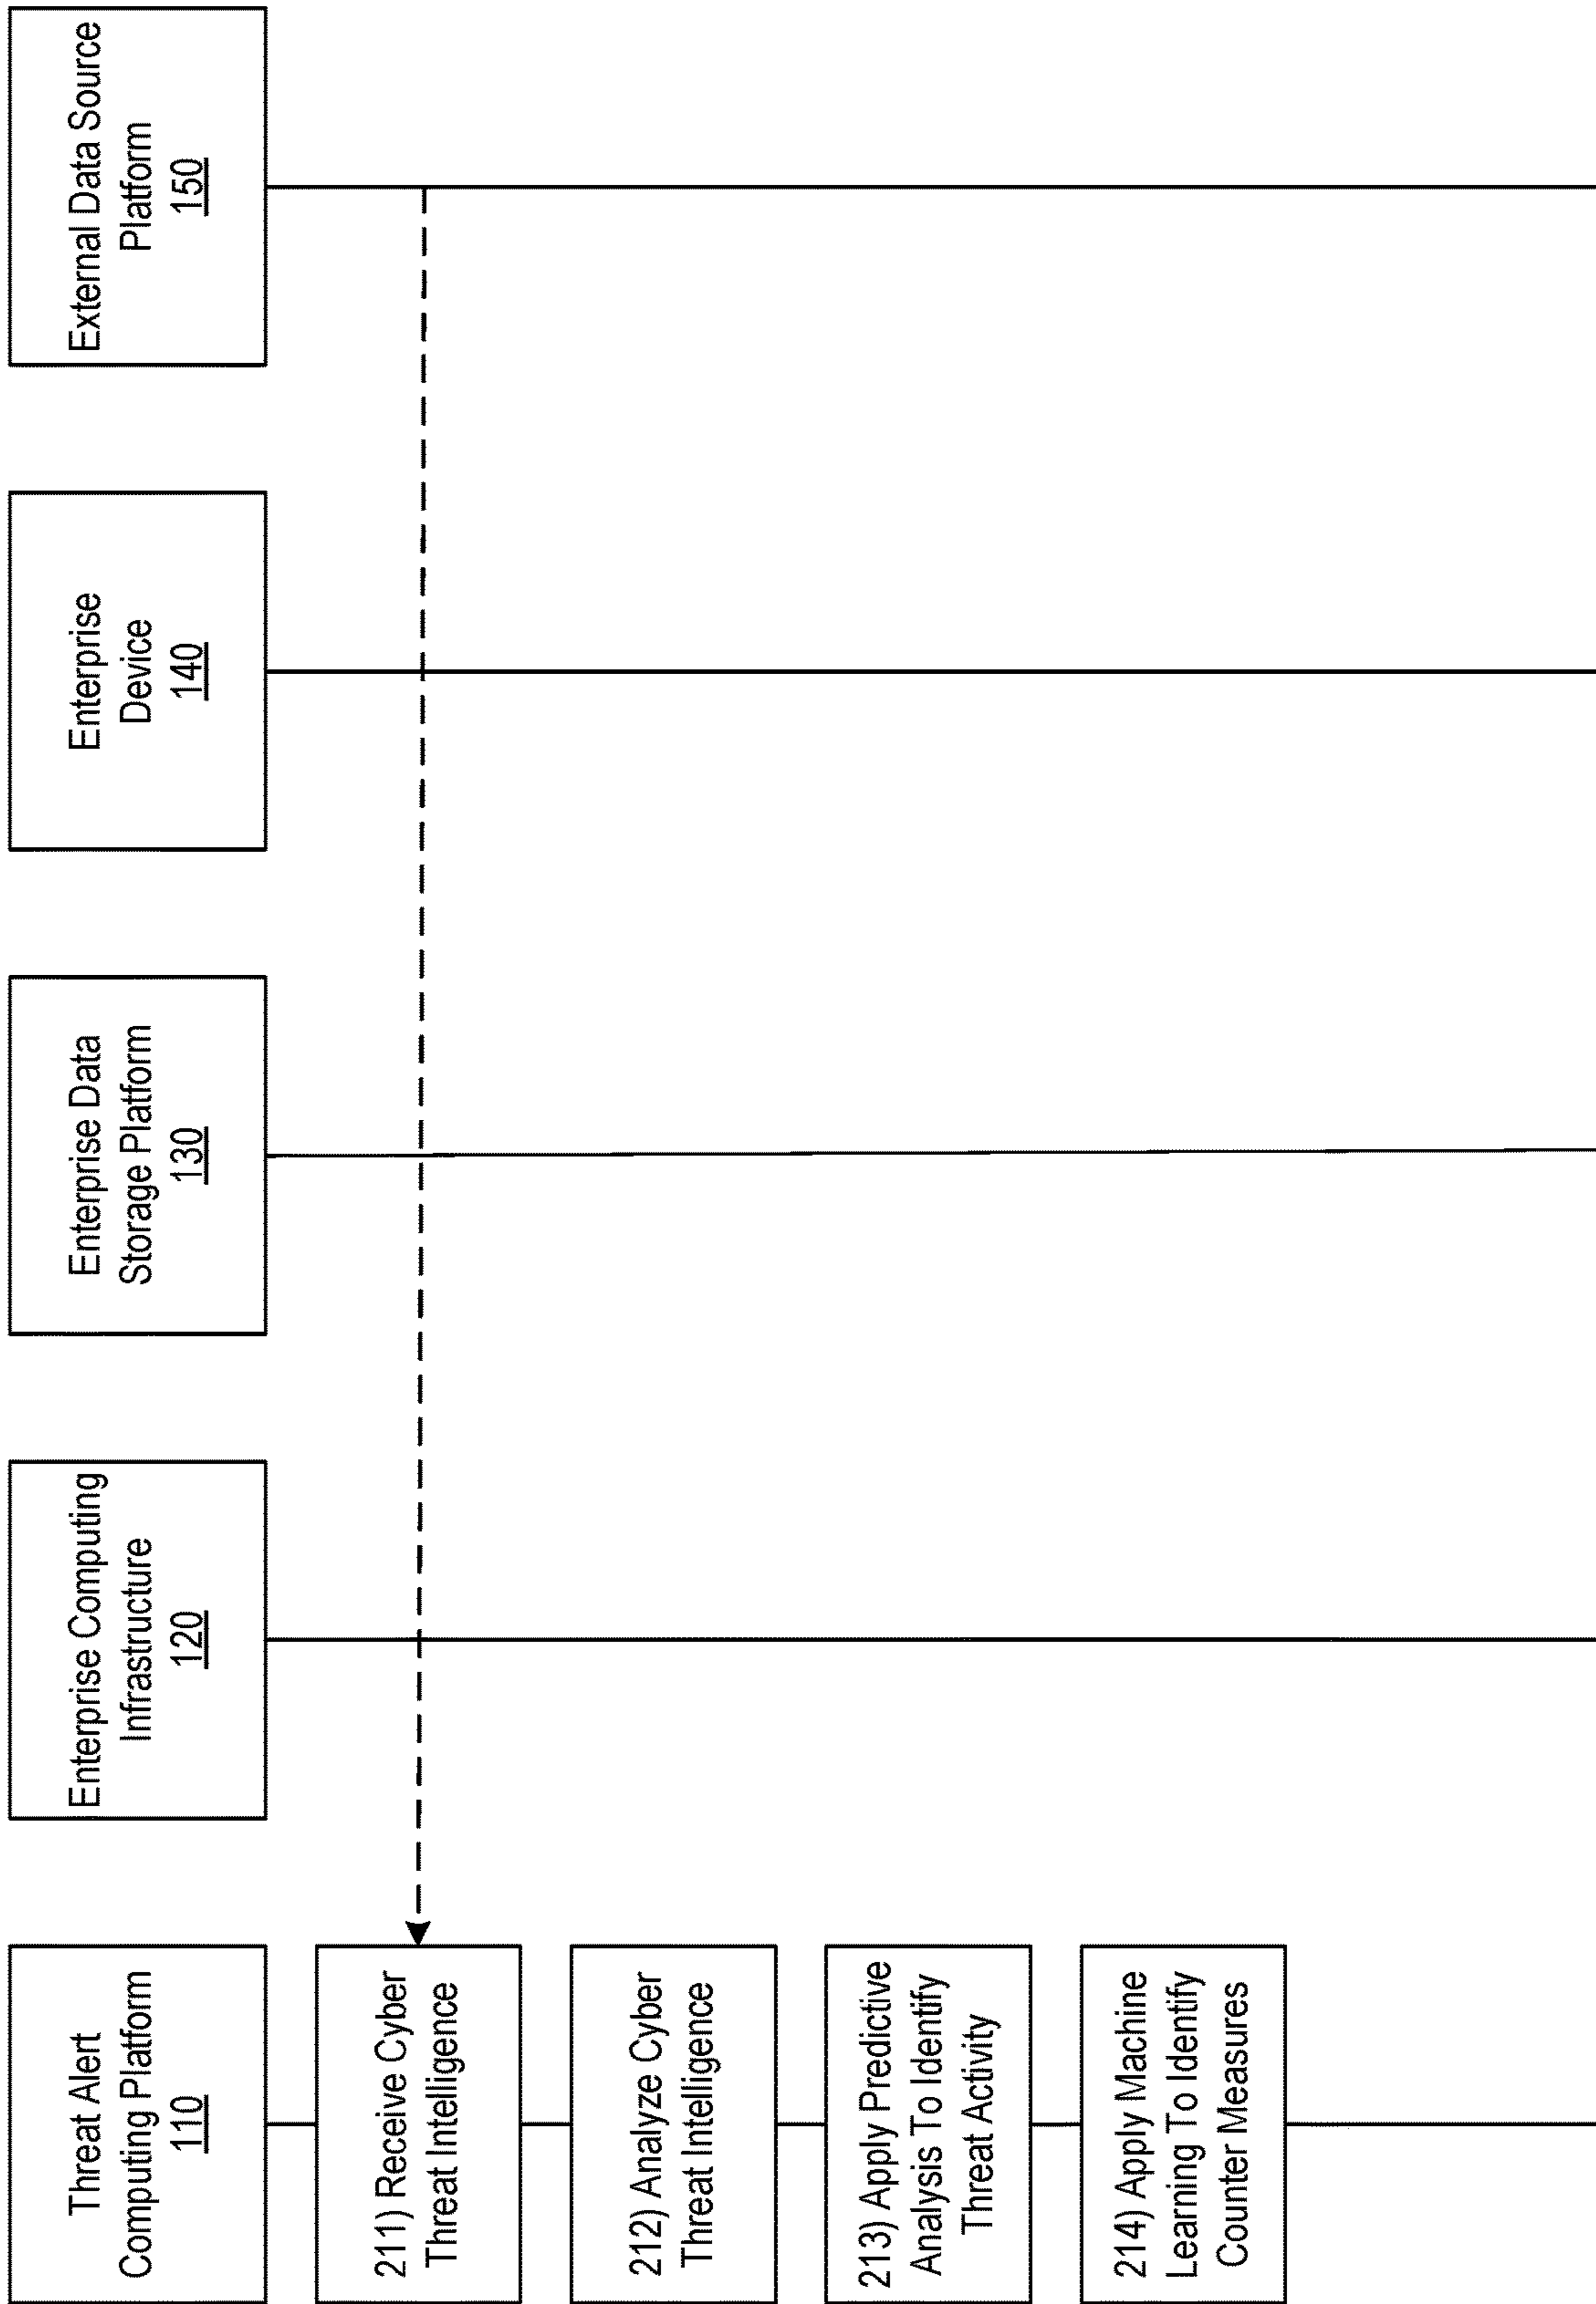 Threat Alert
Computing Platform
110
Enterprise Computing
Infrastructure
120
Enterprise Data
Storage Platform
130
Enterprise
Device
140
External Data Source
Platform
150
211) Receive Cyber
Threat Intelligence
212) Analyze Cyber
Threat Intelligence
213) Apply Predictive
Analysis To Identify
Threat Activity
214) Apply Machine
Learning To Identify
Counter Measures